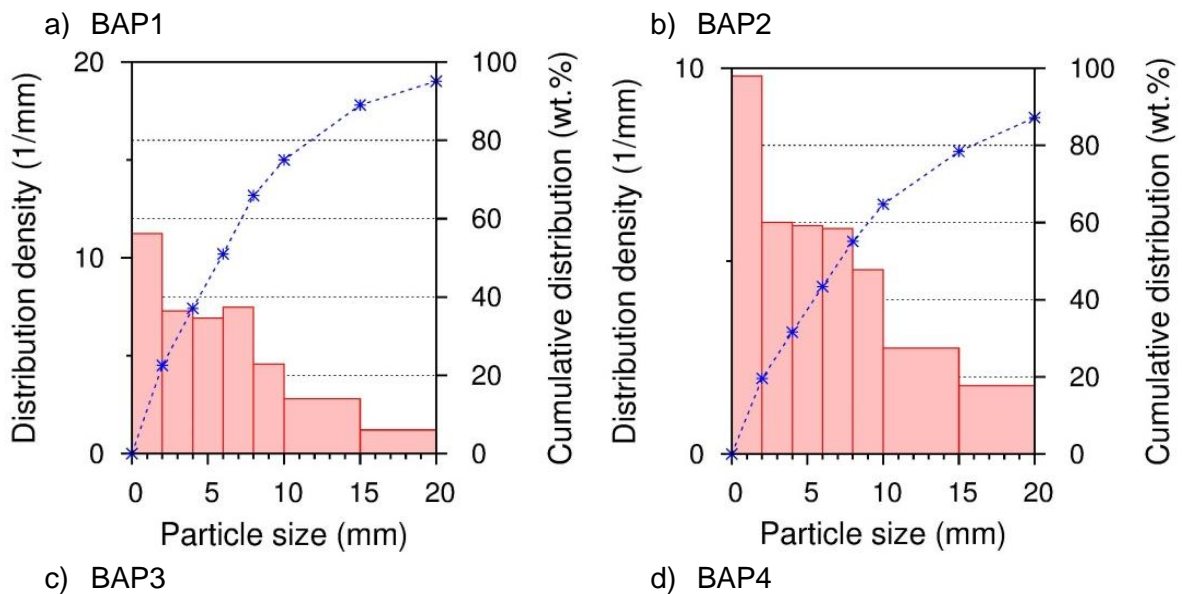 a) BAP1
20
10
0
Distribution density (1/mm)
100
80
60
40
20
0
Cumulative distribution (wt.%)
0 5 10 15 20
Particle size (mm)
b) BAP2
10
0
Distribution density (1/mm)
100
80
60
40
20
0
Cumulative distribution (wt.%)
0 5 10 15 20
Particle size (mm)
c) BAP3
d) BAP4